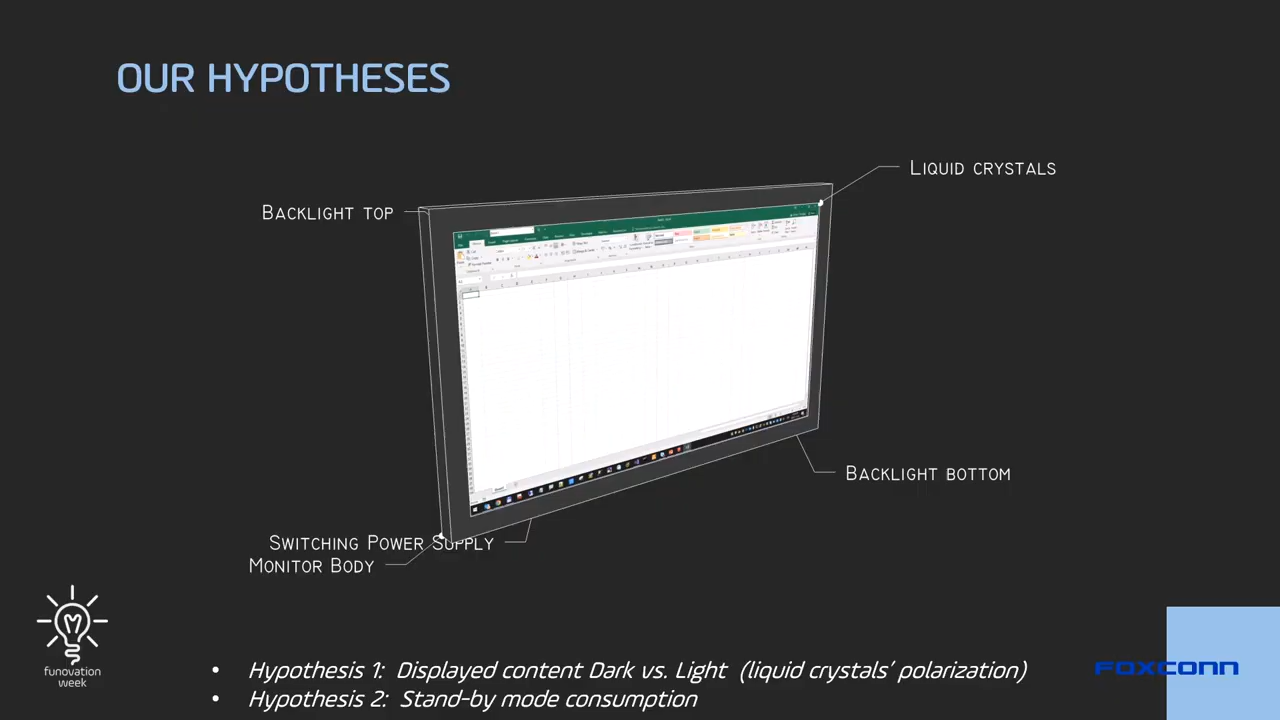 OUR HYPOTHESES
LIQUID CRYSTALS
BACKLIGHT TOP
BACKLIGHT BOTTOM
SWITCHING POWER SUPPLY
MONITOR BODY
funovation
week
• Hypothesis 1: Displayed content Dark vs. Light (liquid crystals' polarization)
• Hypothesis 2: Stand-by mode consumption
FOXCONN